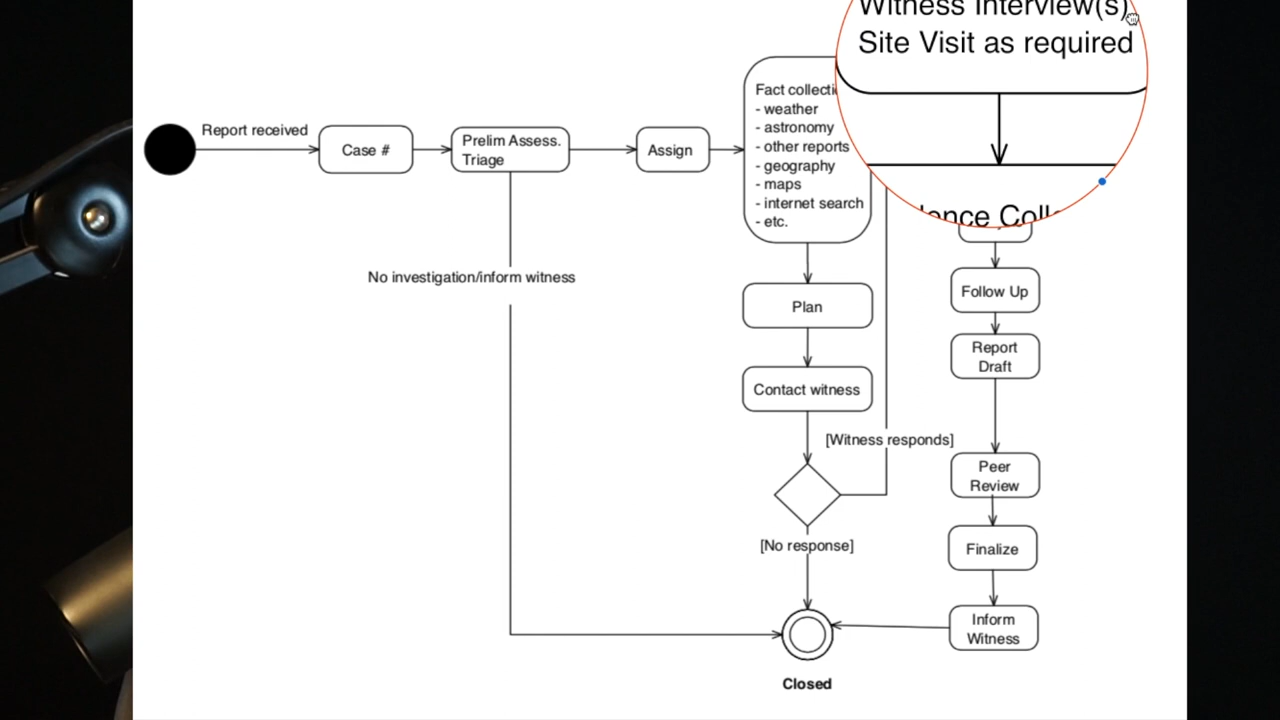 Witness Interview(s)
Site Visit as required
Report received
Case #
Prelim Assess.
Triage
Assign
- weather
- astronomy
- other reports
- geography
- maps
- internet search
- etc.
Fact
No investigation/inform witness
Plan
Contact witness
[Witness responds]
[No response]
Closed
Follow Up
Report
Draft
Peer
Review
Finalize
Inform
Witness